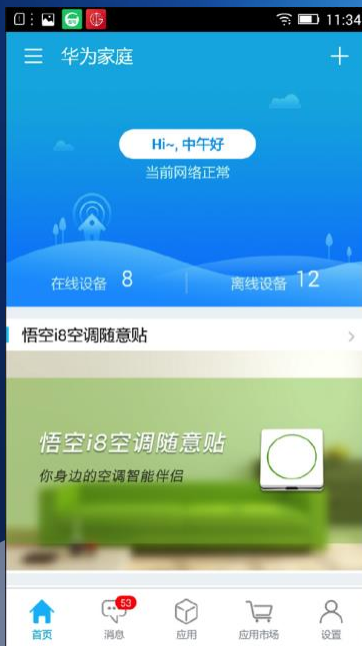 11:34
华为家庭
Hi~, 中午好
当前网络正常
在线设备 8
离线设备 12
悟空i8空调随意贴
悟空i8空调随意贴
你身边的空调智能伴侣
53
首页
消息
应用
应用市场
设置